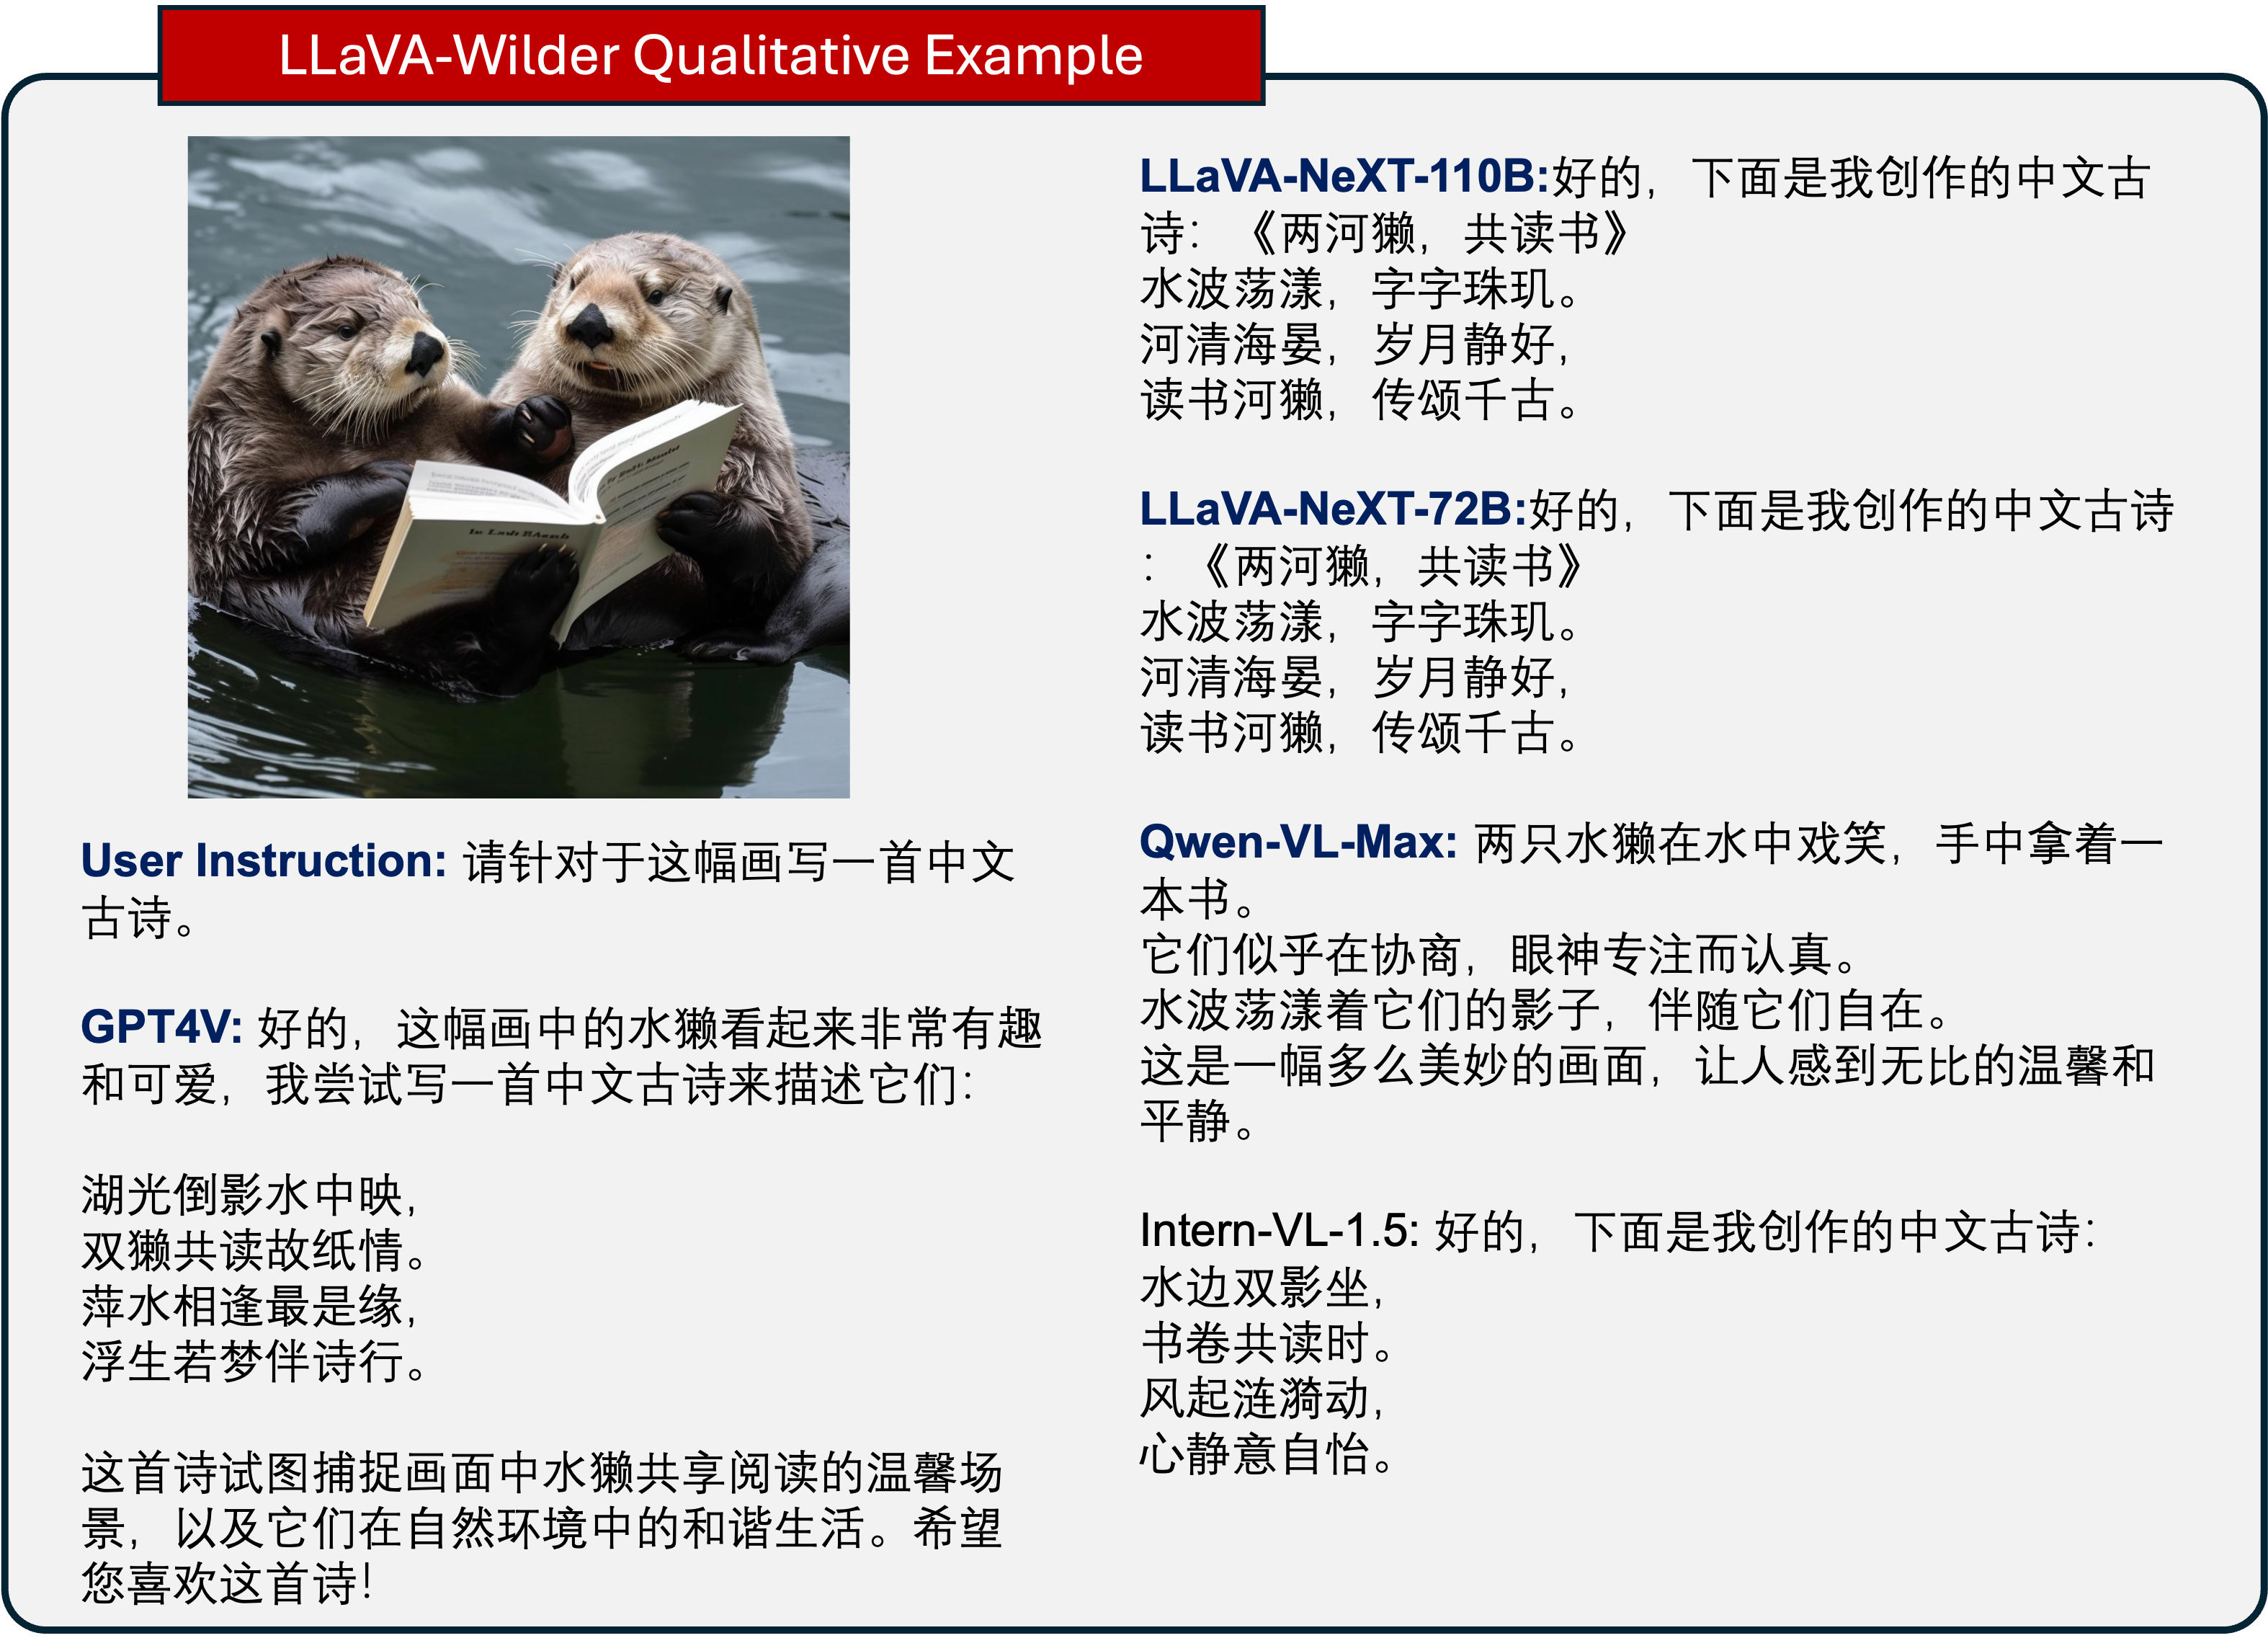 LLaVA-Wilder Qualitative Example
User Instruction: 请针对于这幅画写一首中文
古诗。
GPT4V: 好的，这幅画中的水獭看起来非常有趣
和可爱，我尝试写一首中文古诗来描述它们：
湖光倒影水中映，
双獭共读故纸情。
萍水相逢最是缘，
浮生若梦伴诗行。
这首诗试图捕捉画面中水獭共享阅读的温馨场
景，以及它们在自然环境中的和谐生活。希望
您喜欢这首诗！
LLaVA-NeXT-110B:好的，下面是我创作的中文古
诗：《两河獭，共读书》
水波荡漾，字字珠玑。
河清海晏，岁月静好，
读书河獭，传颂千古。
LLaVA-NeXT-72B:好的，下面是我创作的中文古诗
：《两河獭，共读书》
水波荡漾，字字珠玑。
河清海晏，岁月静好，
读书河獭，传颂千古。
Qwen-VL-Max: 两只水獭在水中戏笑，手中拿着一
本书。
它们似乎在协商，眼神专注而认真。
水波荡漾着它们的影子，伴随它们自在。
这是一幅多么美妙的画面，让人感到无比的温馨和
平静。
Intern-VL-1.5: 好的，下面是我创作的中文古诗：
水边双影坐，
书卷共读时。
风起涟漪动，
心静意自怡。